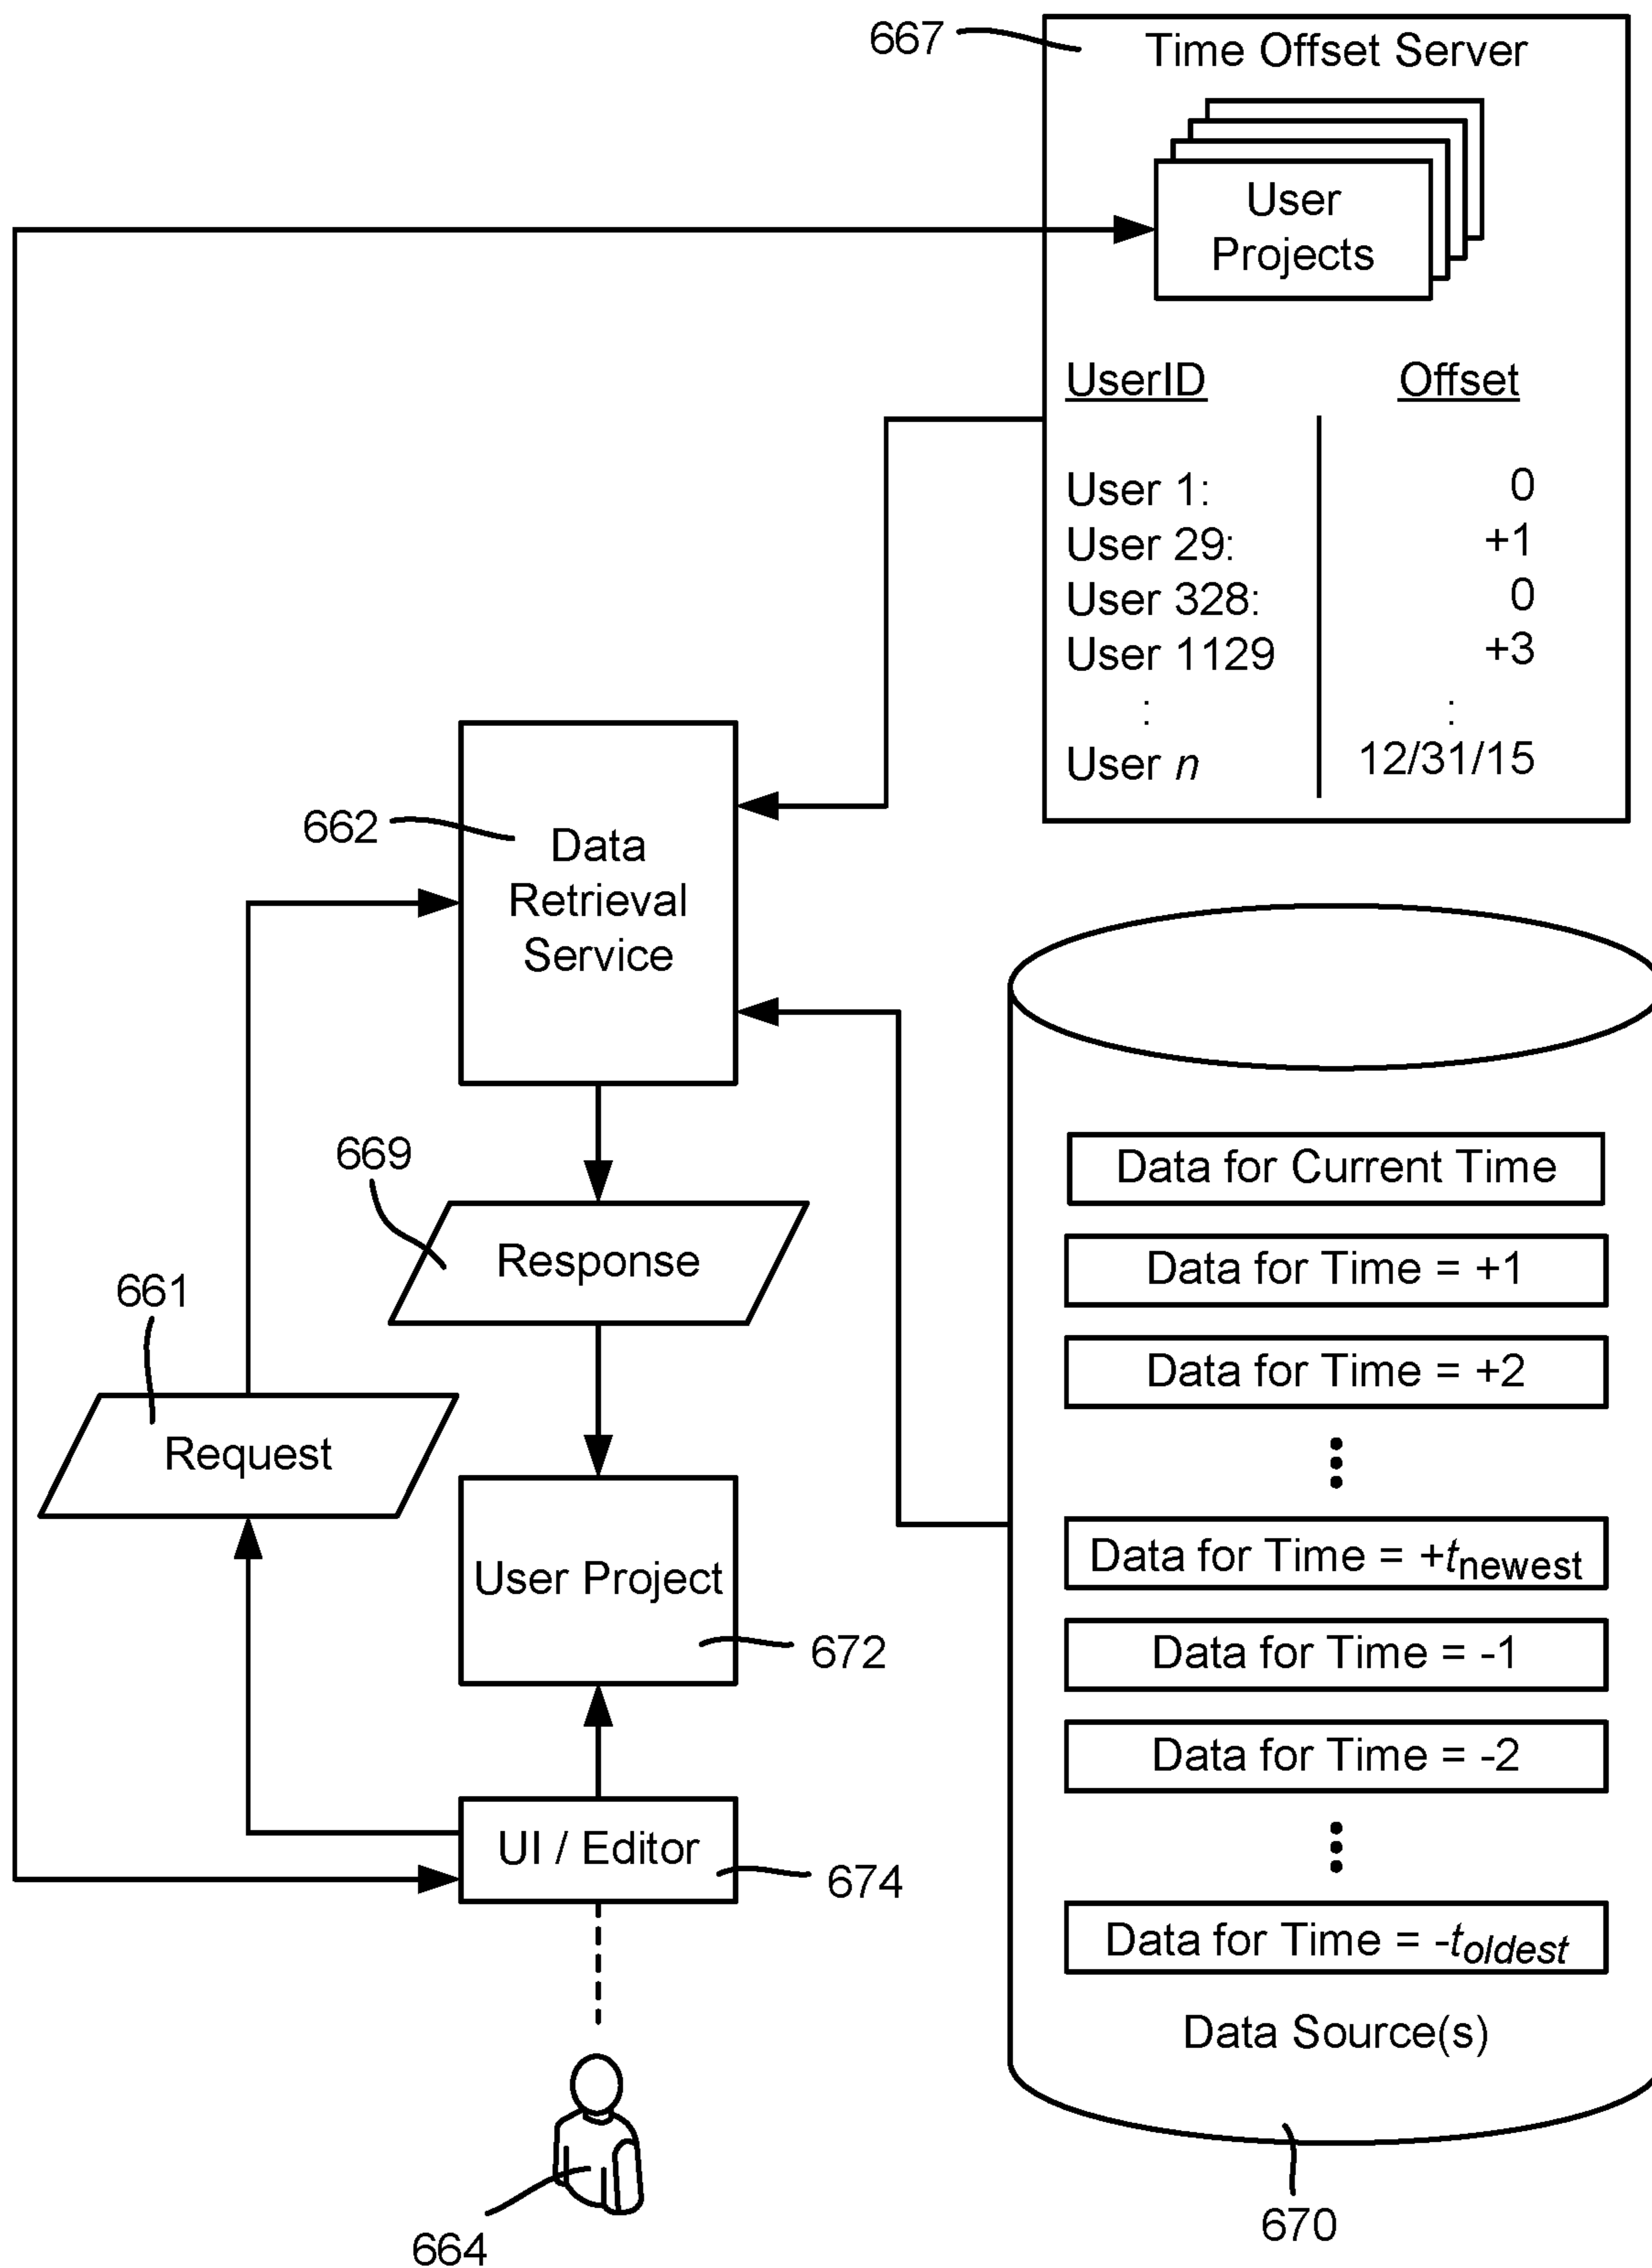 667
Time Offset Server
User
Projects
UserID Offset
User 1: 0
User 29: +1
User 328: 0
User 1129 +3
: :
User n 12/31/15
662
Data
Retrieval
Service
669
Response
661
Request
User Project
672
UI / Editor
674
664
Data for Current Time
Data for Time = +1
Data for Time = +2
Data for Time = +tnewest
Data for Time = -1
Data for Time = -2
Data for Time = -toldest
Data Source(s)
670